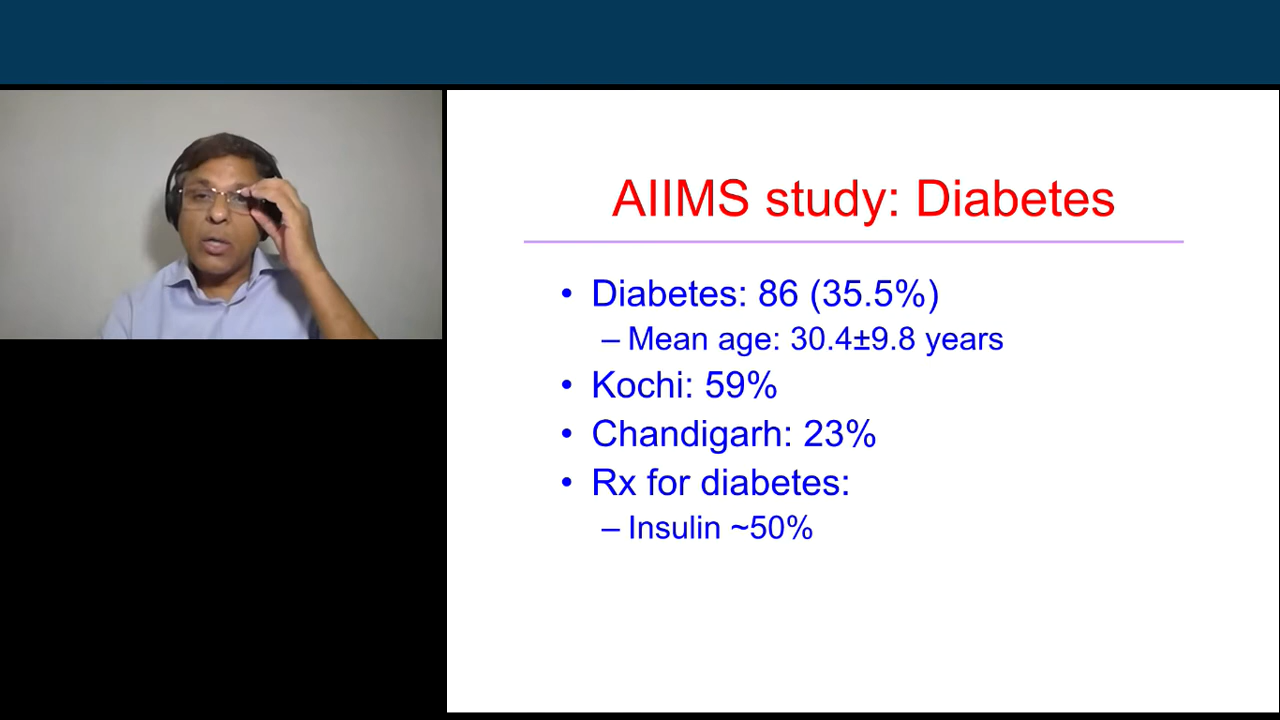 AIIMS study: Diabetes
• Diabetes: 86 (35.5%)
– Mean age: 30.4±9.8 years
• Kochi: 59%
• Chandigarh: 23%
• Rx for diabetes:
– Insulin ~50%